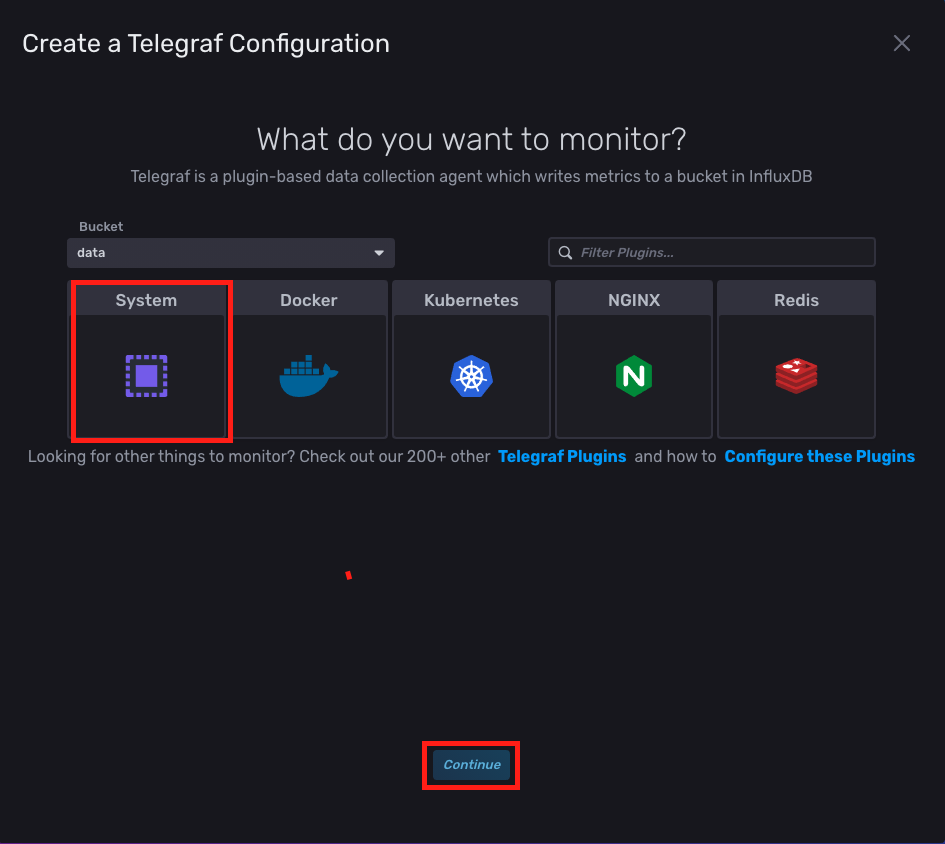 Create a Telegraf Configuration
What do you want to monitor?
Telegraf is a plugin-based data collection agent which writes metrics to a bucket in InfluxDB
Bucket
data
Filter Plugins...
System
Docker
Kubernetes
NGINX
Redis
Looking for other things to monitor? Check out our 200+ other Telegraf Plugins and how to Configure these Plugins
Continue